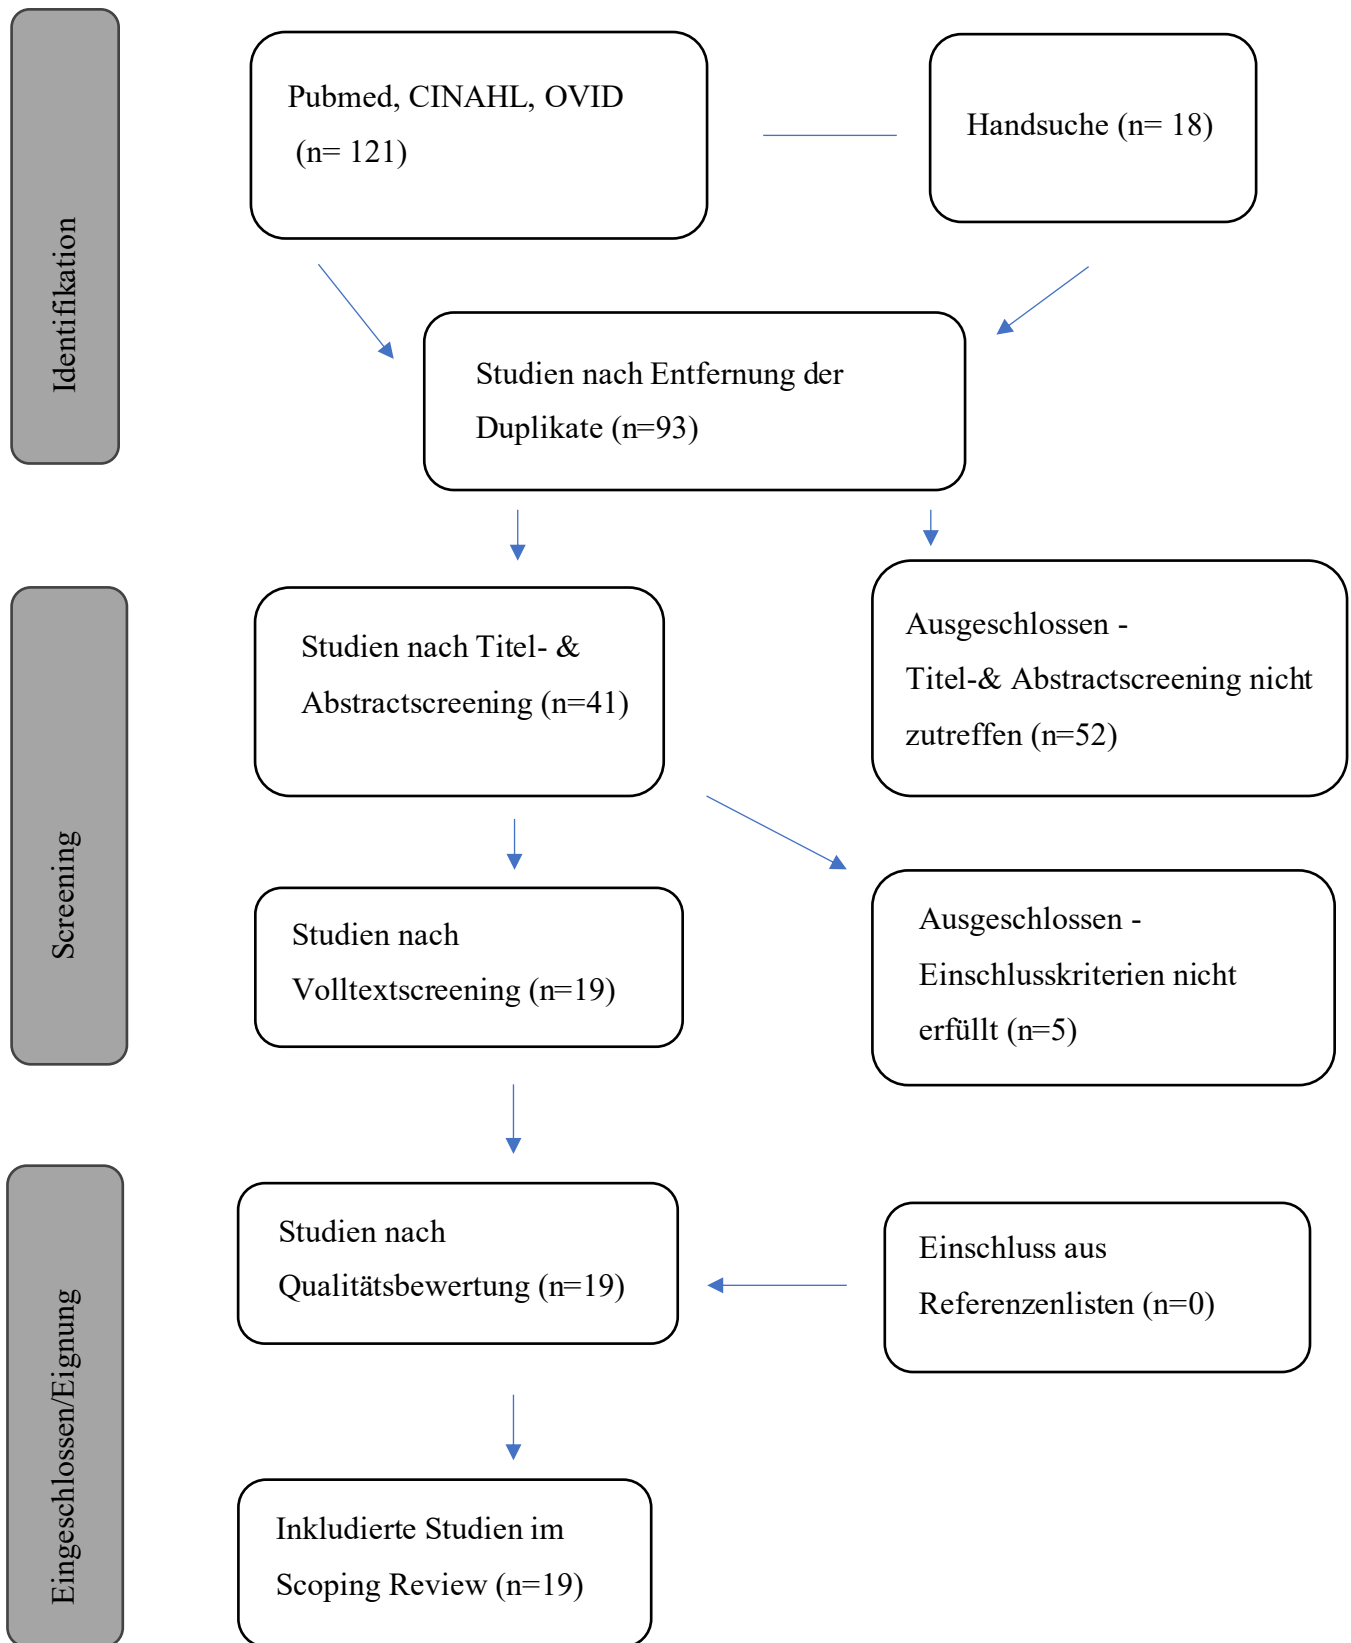 Identifikation
Pubmed, CINAHL, OVID
(n= 121)
Handsuche (n= 18)
Studien nach Entfernung der
Duplikate (n=93)
Screening
Studien nach Titel- &
Abstractscreening (n=41)
Ausgeschlossen -
Titel-& Abstractscreening nicht
zutreffen (n=52)
Studien nach
Volltextscreening (n=19)
Ausgeschlossen -
Einschlusskriterien nicht
erfüllt (n=5)
Eingeschlossen/Eignung
Studien nach
Qualitätsbewertung (n=19)
Einschluss aus
Referenzenlisten (n=0)
Inkludierte Studien im
Scoping Review (n=19)